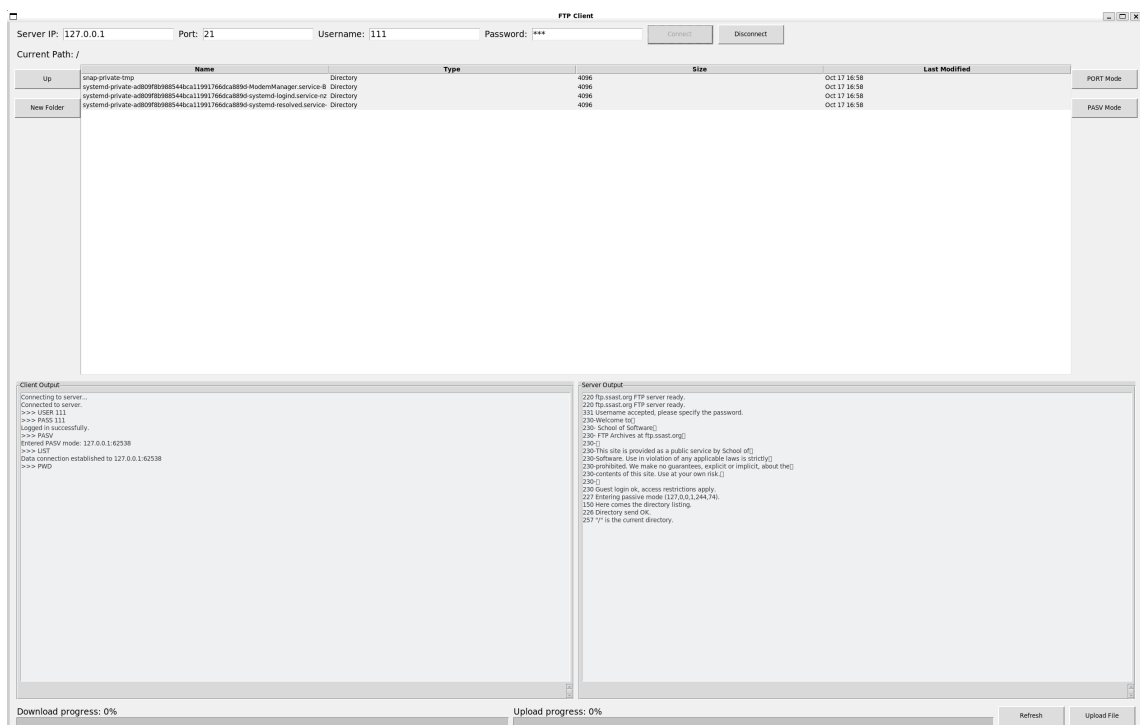 FTP Client
Server IP: 127.0.0.1 Port: 21 Username: 111 Password: *** Connect Disconnect
Current Path: /
Name Type Size Last Modified
Up
New Folder
snap-private-tmp Directory 4096 Oct 17 16:58
systemd-private-ad809f8b988544bca11991766dca889d-ModemManager.service-B Directory 4096 Oct 17 16:58
systemd-private-ad809f8b988544bca11991766dca889d-systemd-logind.service-nz Directory 4096 Oct 17 16:58
systemd-private-ad809f8b988544bca11991766dca889d-systemd-resolved.service- Directory 4096 Oct 17 16:58
PORT Mode
PASV Mode
Client Output
Connecting to server...
Connected to server.
>>> USER 111
>>> PASS 111
Logged in successfully.
>>> PASV
Entered PASV mode: 127.0.0.1:62538
>>> LIST
Data connection established to 127.0.0.1:62538
>>> PWD
Server Output
220 ftp.ssast.org FTP server ready.
220 ftp.ssast.org FTP server ready.
331 Username accepted, please specify the password.
230-Welcome to
230- School of Software
230- FTP Archives at ftp.ssast.org
230-
230-This site is provided as a public service by School of
230-Software. Use in violation of any applicable laws is strictly
230-prohibited. We make no guarantees, explicit or implicit, about the
230-contents of this site. Use at your own risk.
230-
230 Guest login ok, access restrictions apply.
227 Entering passive mode (127,0,0,1,244,74).
150 Here comes the directory listing.
226 Directory send OK.
257 "/" is the current directory.
Download progress: 0% Upload progress: 0% Refresh Upload File